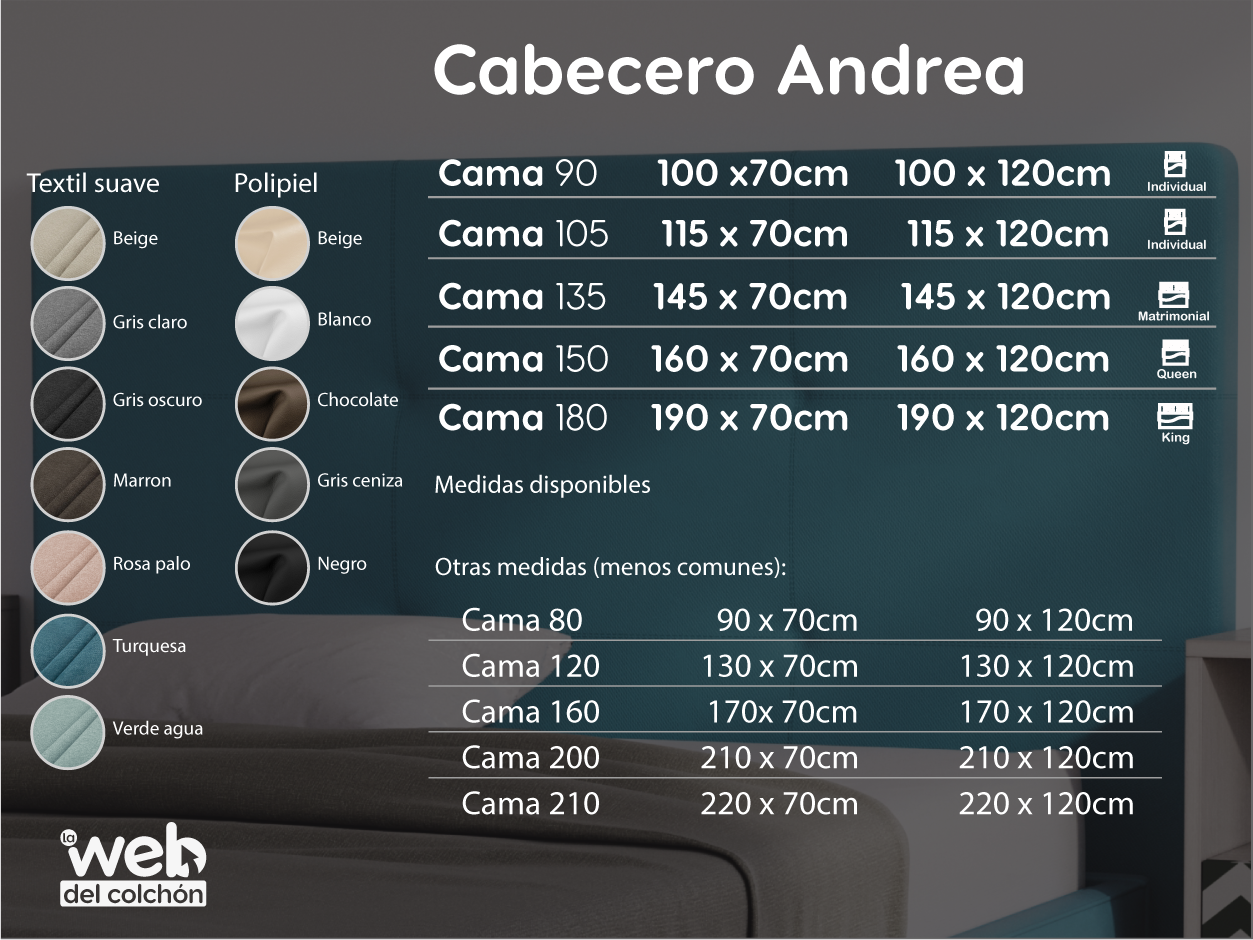 Cabecero Andrea
Textil suave
Beige
Gris claro
Gris oscuro
Marron
Rosa palo
Turquesa
Verde agua
Polipiel
Beige
Blanco
Chocolate
Gris ceniza
Negro
Cama 90 100 x70cm 100 x 120cm Individual
Cama 105 115 x 70cm 115 x 120cm Individual
Cama 135 145 x 70cm 145 x 120cm Matrimonial
Cama 150 160 x 70cm 160 x 120cm Queen
Cama 180 190 x 70cm 190 x 120cm King
Medidas disponibles
Otras medidas (menos comunes):
Cama 80 90 x 70cm 90 x 120cm
Cama 120 130 x 70cm 130 x 120cm
Cama 160 170x 70cm 170 x 120cm
Cama 200 210 x 70cm 210 x 120cm
Cama 210 220 x 70cm 220 x 120cm
la web
del colchón